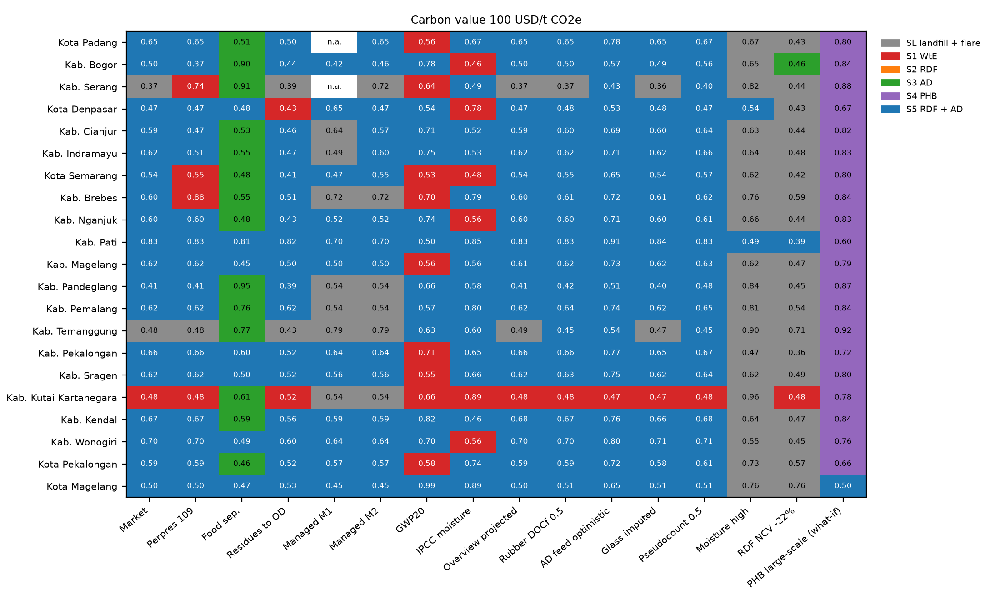 Carbon value 100 USD/t CO2e
Kota Padang 0.65 0.65 0.51 0.50 n.a. 0.65 0.56 0.67 0.65 0.65 0.78 0.65 0.67 0.67 0.43 0.80
Kab. Bogor 0.50 0.37 0.90 0.44 0.42 0.46 0.78 0.46 0.50 0.50 0.57 0.49 0.56 0.65 0.46 0.84
Kab. Serang 0.37 0.74 0.91 0.39 n.a. 0.72 0.64 0.49 0.37 0.37 0.43 0.36 0.40 0.82 0.44 0.88
Kota Denpasar 0.47 0.47 0.48 0.43 0.65 0.47 0.54 0.78 0.47 0.48 0.53 0.48 0.47 0.54 0.43 0.67
Kab. Cianjur 0.59 0.47 0.53 0.46 0.64 0.57 0.71 0.52 0.59 0.60 0.69 0.60 0.64 0.63 0.44 0.82
Kab. Indramayu 0.62 0.51 0.55 0.47 0.49 0.60 0.75 0.53 0.62 0.62 0.71 0.62 0.66 0.64 0.48 0.83
Kota Semarang 0.54 0.55 0.48 0.41 0.47 0.55 0.53 0.48 0.54 0.55 0.65 0.54 0.57 0.62 0.42 0.80
Kab. Brebes 0.60 0.88 0.55 0.51 0.72 0.72 0.70 0.79 0.60 0.61 0.72 0.61 0.62 0.76 0.59 0.84
Kab. Nganjuk 0.60 0.60 0.48 0.43 0.52 0.52 0.74 0.56 0.60 0.60 0.71 0.60 0.61 0.66 0.44 0.83
Kab. Pati 0.83 0.83 0.81 0.82 0.70 0.70 0.50 0.85 0.83 0.83 0.91 0.84 0.83 0.49 0.39 0.60
Kab. Magelang 0.62 0.62 0.45 0.50 0.50 0.50 0.56 0.56 0.61 0.62 0.73 0.62 0.63 0.62 0.47 0.79
Kab. Pandeglang 0.41 0.41 0.95 0.39 0.54 0.54 0.66 0.58 0.41 0.42 0.51 0.40 0.48 0.84 0.45 0.87
Kab. Pemalang 0.62 0.62 0.76 0.62 0.54 0.54 0.57 0.80 0.62 0.64 0.74 0.62 0.65 0.81 0.54 0.84
Kab. Temanggung 0.48 0.48 0.77 0.43 0.79 0.79 0.63 0.60 0.49 0.45 0.54 0.47 0.45 0.90 0.71 0.92
Kab. Pekalongan 0.66 0.66 0.60 0.52 0.64 0.64 0.71 0.65 0.66 0.66 0.77 0.65 0.67 0.47 0.36 0.72
Kab. Sragen 0.62 0.62 0.50 0.52 0.56 0.56 0.55 0.66 0.62 0.63 0.75 0.62 0.64 0.62 0.49 0.80
Kab. Kutai Kartanegara 0.48 0.48 0.61 0.52 0.54 0.54 0.66 0.89 0.48 0.48 0.47 0.47 0.48 0.96 0.48 0.78
Kab. Kendal 0.67 0.67 0.59 0.56 0.59 0.59 0.82 0.46 0.68 0.67 0.76 0.66 0.68 0.64 0.47 0.84
Kab. Wonogiri 0.70 0.70 0.49 0.60 0.64 0.64 0.70 0.56 0.70 0.70 0.80 0.71 0.71 0.55 0.45 0.76
Kota Pekalongan 0.59 0.59 0.46 0.52 0.57 0.57 0.58 0.74 0.59 0.59 0.72 0.58 0.61 0.73 0.57 0.66
Kota Magelang 0.50 0.50 0.47 0.53 0.45 0.45 0.99 0.89 0.50 0.51 0.65 0.51 0.51 0.76 0.76 0.50
Market
Perpres 109
Food sep.
Residues to OD
Managed M1
Managed M2
GWP20
IPCC moisture
Overview projected
Rubber DOCf 0.5
AD feed optimistic
Glass imputed
Pseudocount 0.5
Moisture high
RDF NCV -22%
PHB large-scale (what-if)
SL landfill + flare
S1 WtE
S2 RDF
S3 AD
S4 PHB
S5 RDF + AD